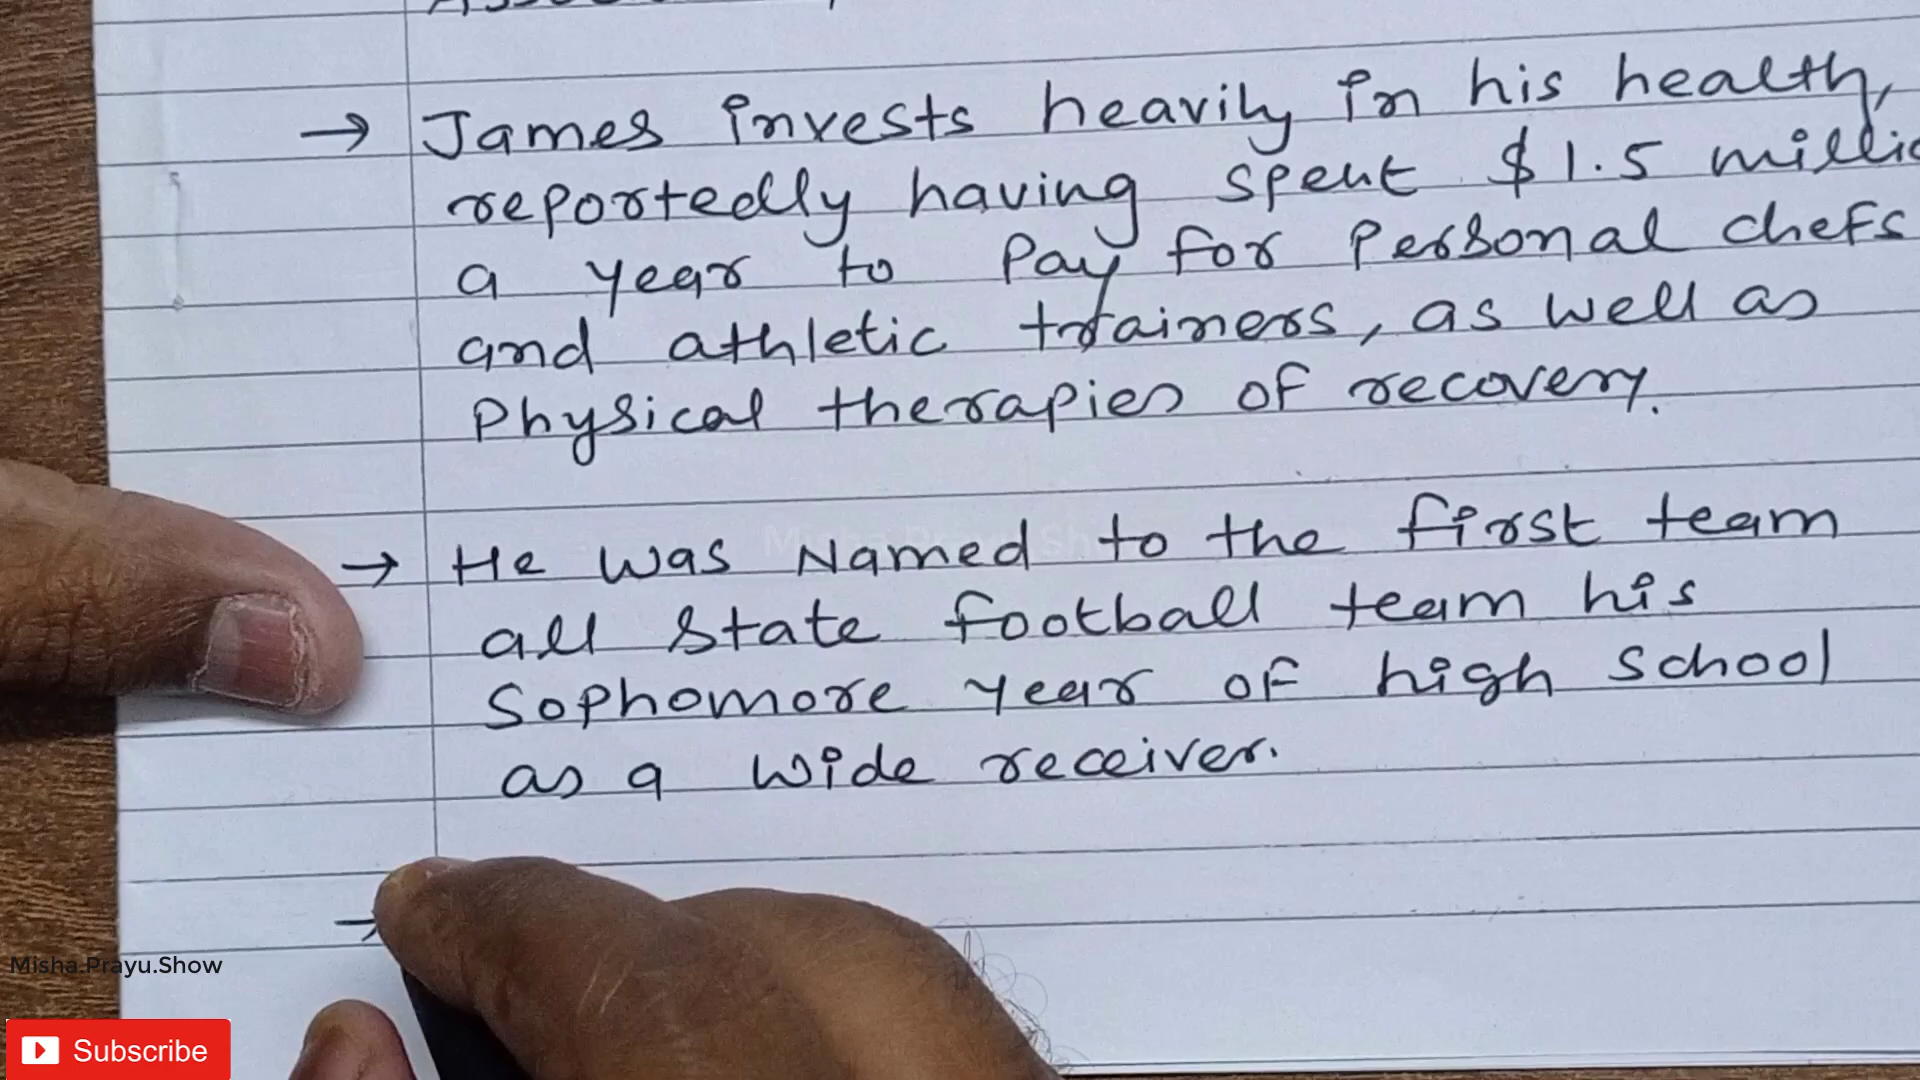 → James invests heavily in his health,
reportedly having spent $1.5
a year to Pay for Personal chefs
and athletic trainers, as well as
Physical therapies of recovery.
→ He was Named to the first team
all state football team his
Sophomore year of high school
as a wide receiver.
→
Misha.Prayu.Show
Subscribe